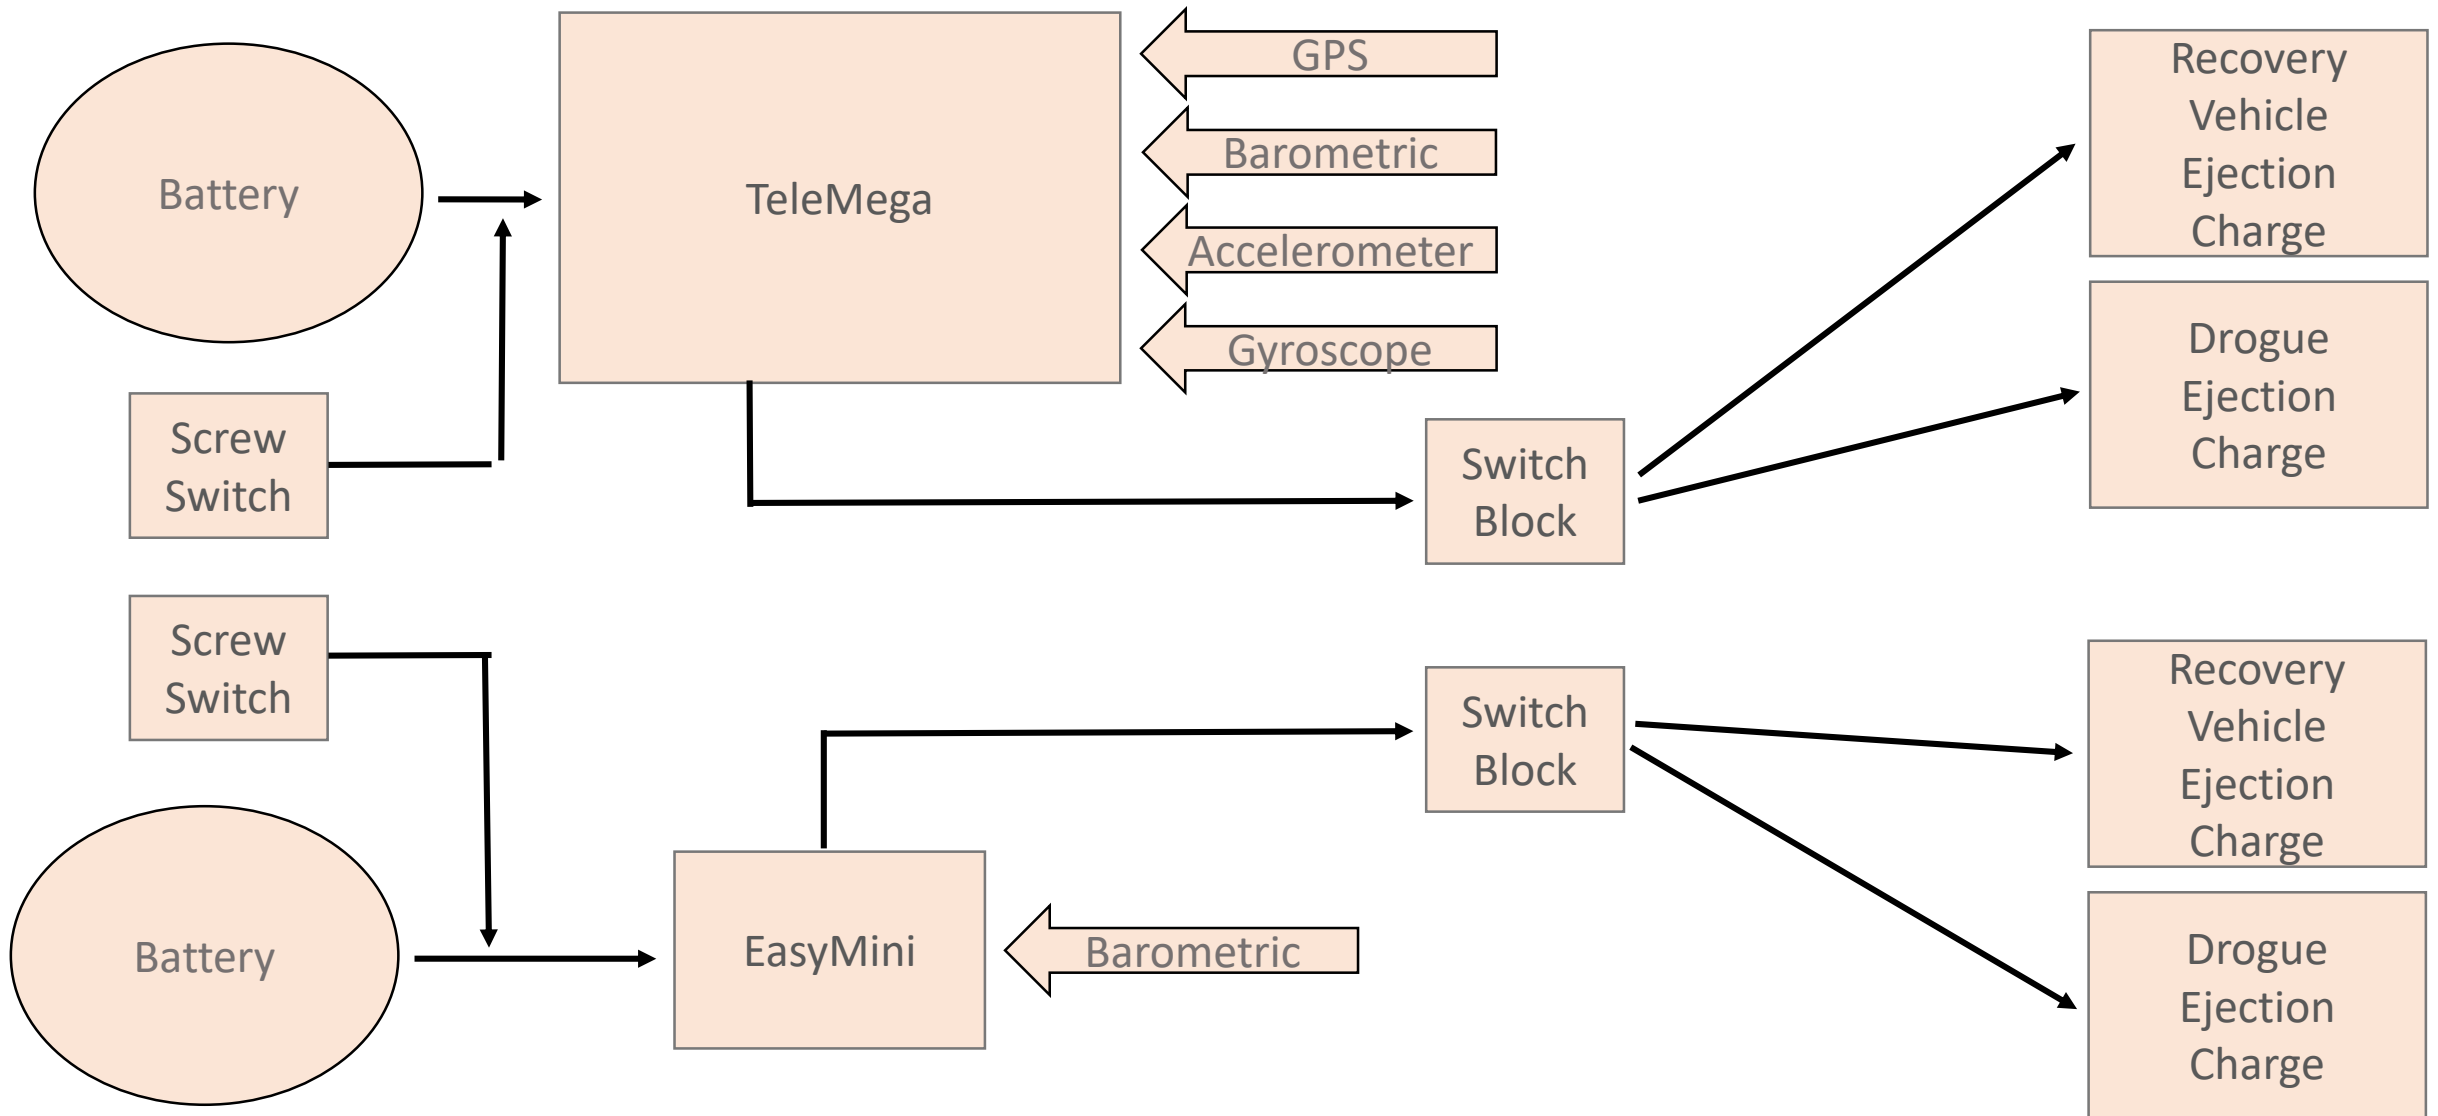 Battery
TeleMega
GPS
Barometric
Accelerometer
Gyroscope
Recovery
Vehicle
Ejection
Charge
Drogue
Ejection
Charge
Screw
Switch
Switch
Block
Screw
Switch
Switch
Block
Recovery
Vehicle
Ejection
Charge
Battery
EasyMini
Barometric
Drogue
Ejection
Charge